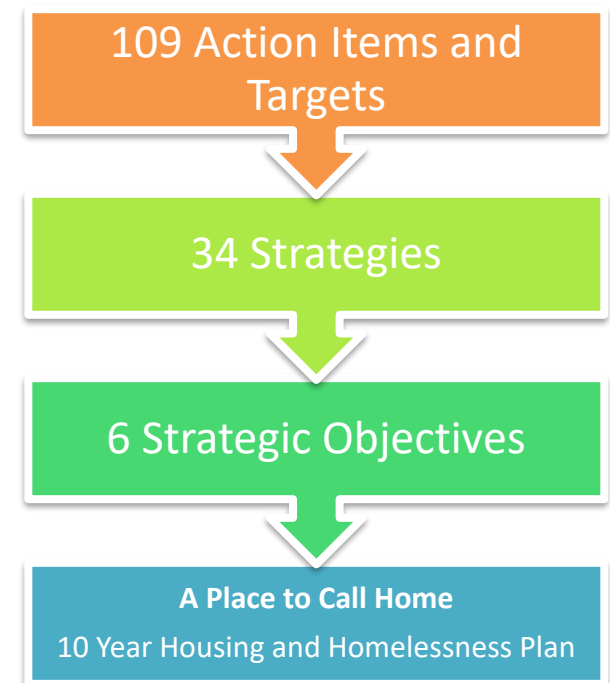 109 Action Items and
Targets
34 Strategies
6 Strategic Objectives
A Place to Call Home
10 Year Housing and Homelessness Plan